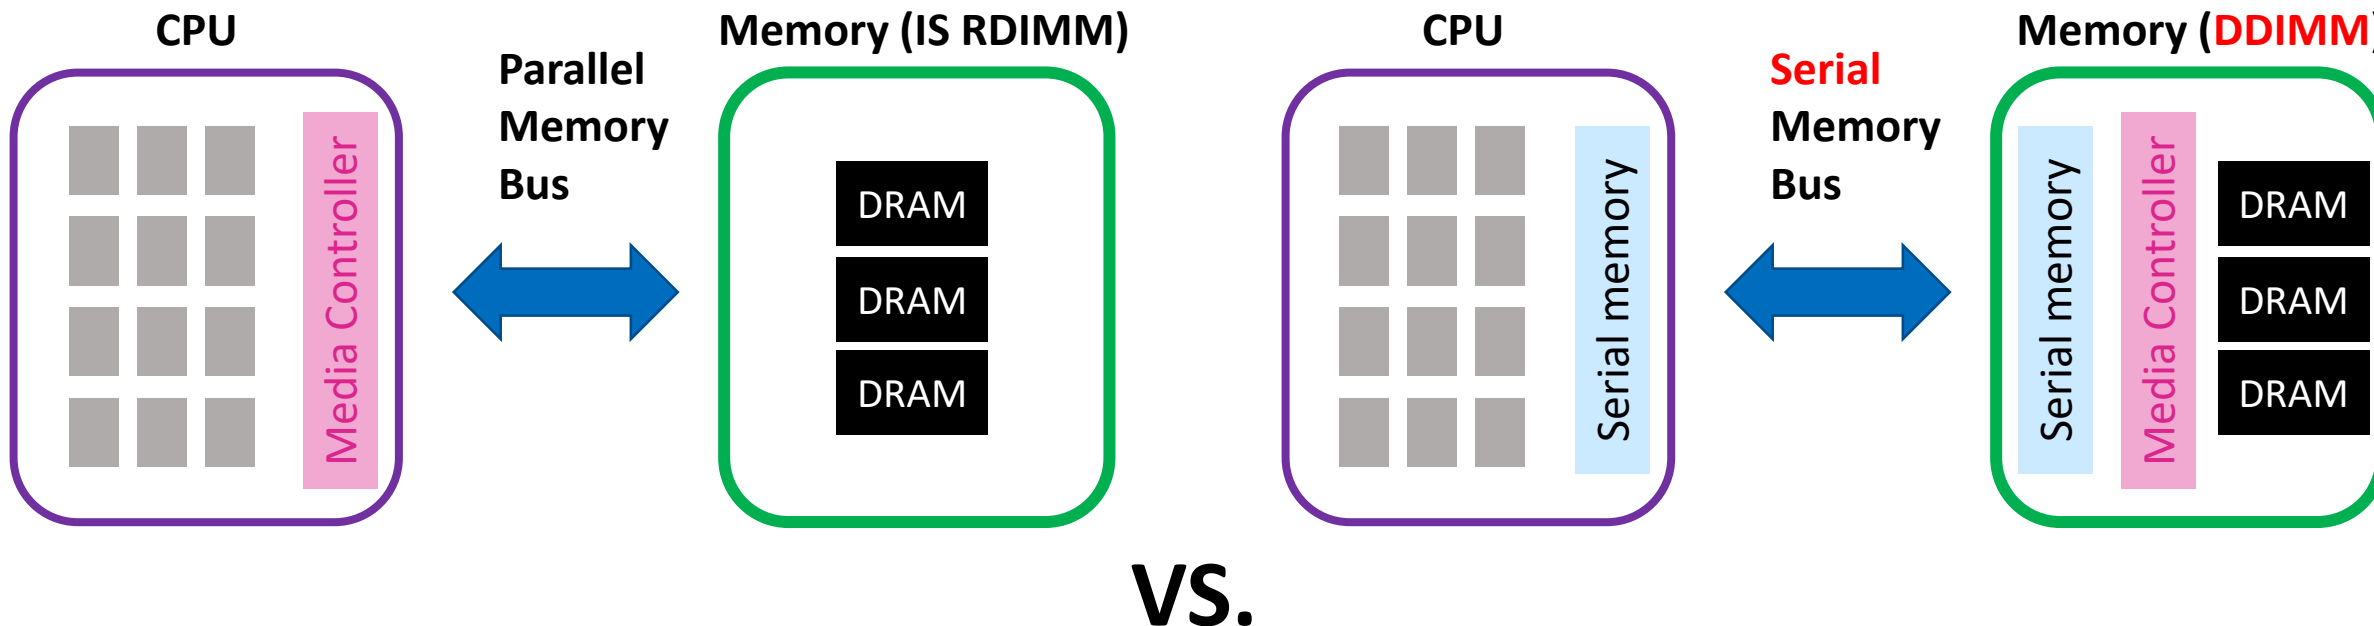 CPU
Parallel
Memory
Bus
Memory (IS RDIMM)
Media Controller
DRAM
DRAM
DRAM
VS.
CPU
Serial
Memory
Bus
Memory (DDIMM)
Serial memory
Serial memory
Media Controller
DRAM
DRAM
DRAM